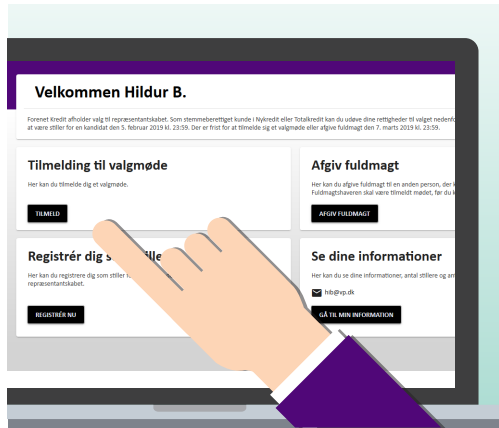 Velkommen Hildur B.
Forenet Kredit afholder valg til repræsentantskabet. Som stemmeberettiget kunde i Nykredit eller Totalkredit kan du udøve dine rettigheder til valget
at være stiller for en kandidat den 5. februar 2019 kl. 23:59. Der er frist for at tilmelde sig et valgmøde eller afgive fuldmagt den 7. marts 2019 kl. 23:59.
Tilmelding til valgmøde
Her kan du tilmelde dig et valgmøde.
TILMELD
Afgiv fuldmagt
Her kan du afgive fuldmagt til en anden person, der
Fuldmagtshaveren skal være tilmeldt mødet, før du
AFGIV FULDMAGT
Registrér dig
Her kan du registrere dig som stiller
repræsentantskabet.
REGISTRÉR NU
Se dine informationer
Her kan du se dine informationer, antal stillere og
hib@vp.dk
GÅ TIL MIN INFORMATION